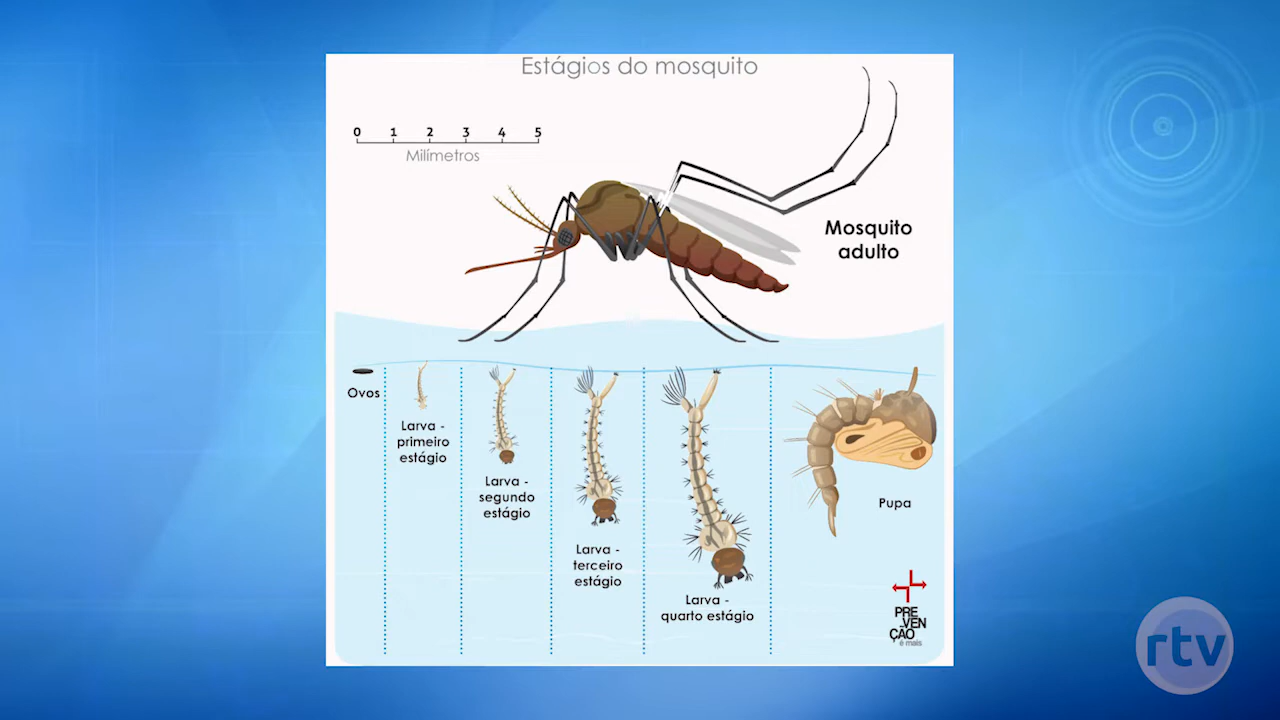 Estágios do mosquito
0 1 2 3 4 5
Milímetros
Mosquito
adulto
Ovos
Larva -
primeiro
estágio
Larva -
segundo
estágio
Larva -
terceiro
estágio
Larva -
quarto estágio
Pupa
PRE
VEN
ÇÃO
é mais
rtv